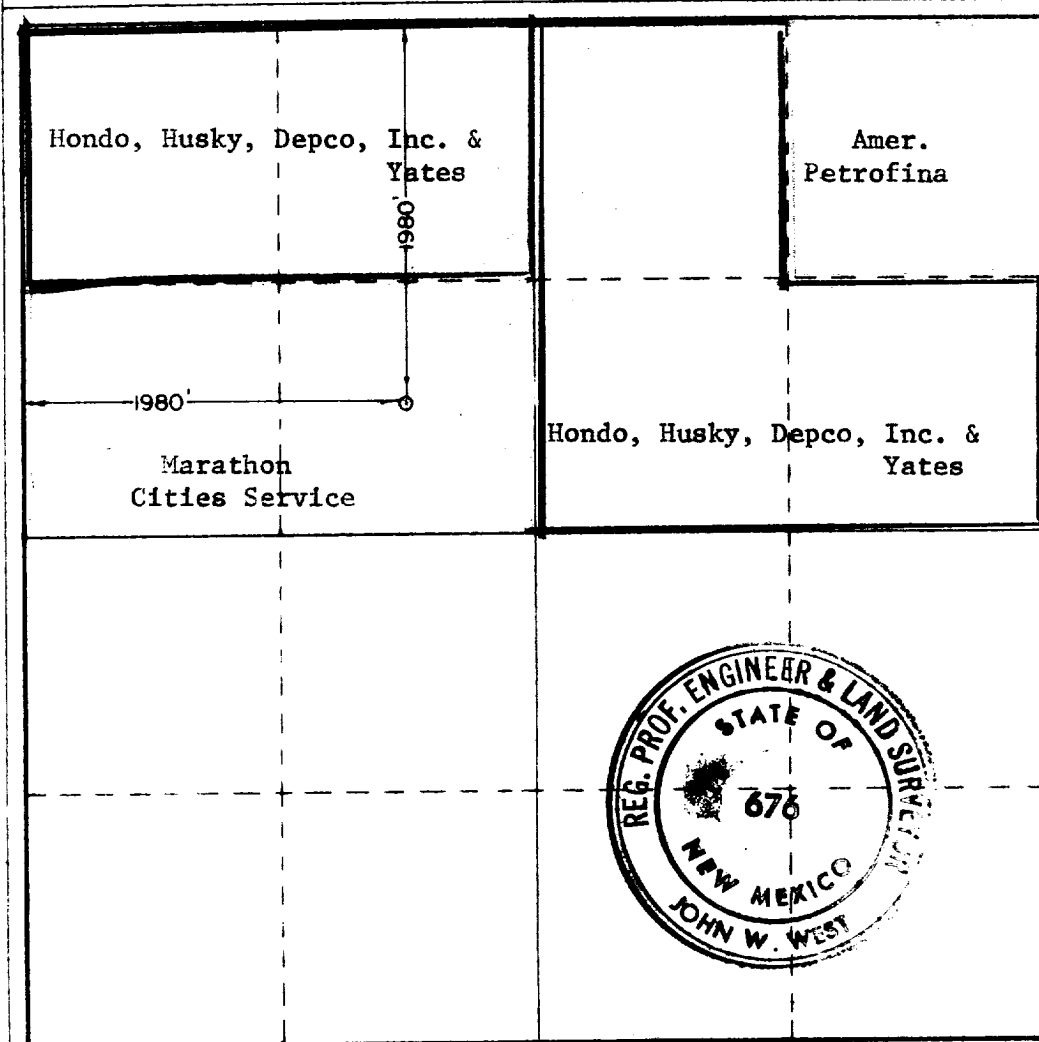 Hondo, Husky, Depco, Inc. &
Yates
Amer.
Petrofina
1980'
1980'
Marathon
Cities Service
Hondo, Husky, Depco, Inc. &
Yates
REG. PROF. ENGINEER & LAND SURVEYOR
STATE OF
676
NEW MEXICO
JOHN W. WEST